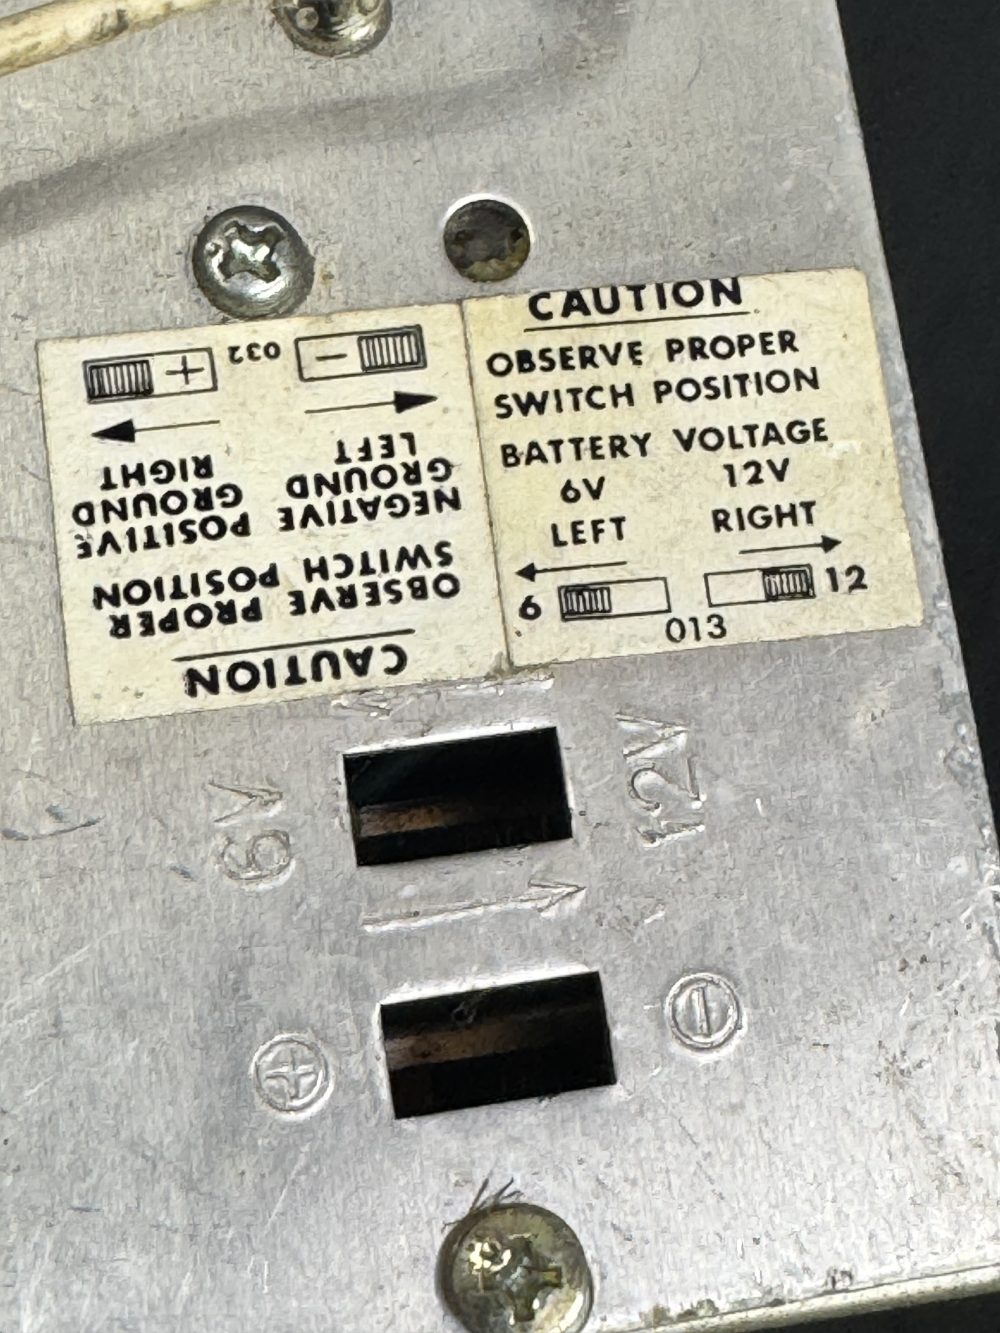 CAUTION
OBSERVE PROPER
SWITCH POSITION
BATTERY VOLTAGE
6V 12V
LEFT RIGHT
6 12
013
CAUTION
OBSERVE PROPER
SWITCH POSITION
NEGATIVE POSITIVE
GROUND GROUND
LEFT RIGHT
− 032 +
6V 12V
+ −